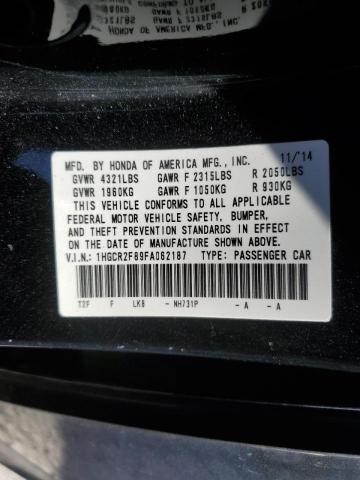 MFD. BY HONDA OF AMERICA MFG., INC. 11/'14
GVWR 4321LBS GAWR F 2315LBS R 2050LBS
GVWR 1960KG GAWR F 1050KG R 930KG
THIS VEHICLE CONFORMS TO ALL APPLICABLE
FEDERAL MOTOR VEHICLE SAFETY, BUMPER,
AND THEFT PREVENTION STANDARDS IN EFFECT
ON THE DATE OF MANUFACTURE SHOWN ABOVE.
V.I.N: 1HGCR2F89FA062187 TYPE: PASSENGER CAR
T2F F LK8 - NH731P - A - A